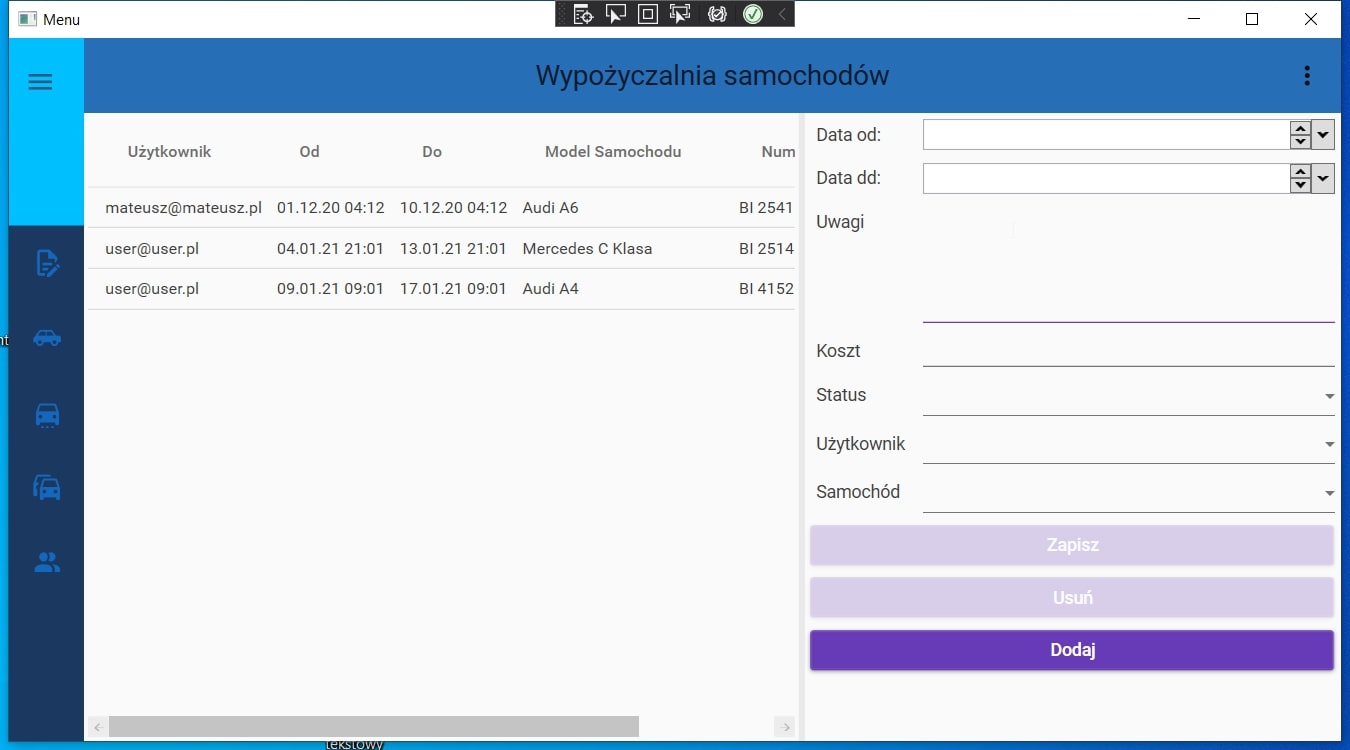 Menu
Wypożyczalnia samochodów
Użytkownik Od Do Model Samochodu Num
mateusz@mateusz.pl 01.12.20 04:12 10.12.20 04:12 Audi A6 BI 2541
user@user.pl 04.01.21 21:01 13.01.21 21:01 Mercedes C Klasa BI 2514
user@user.pl 09.01.21 09:01 17.01.21 09:01 Audi A4 BI 4152
Data od:
Data dd:
Uwagi
Koszt
Status
Użytkownik
Samochód
Zapisz
Usuń
Dodaj
nt
tekstowy